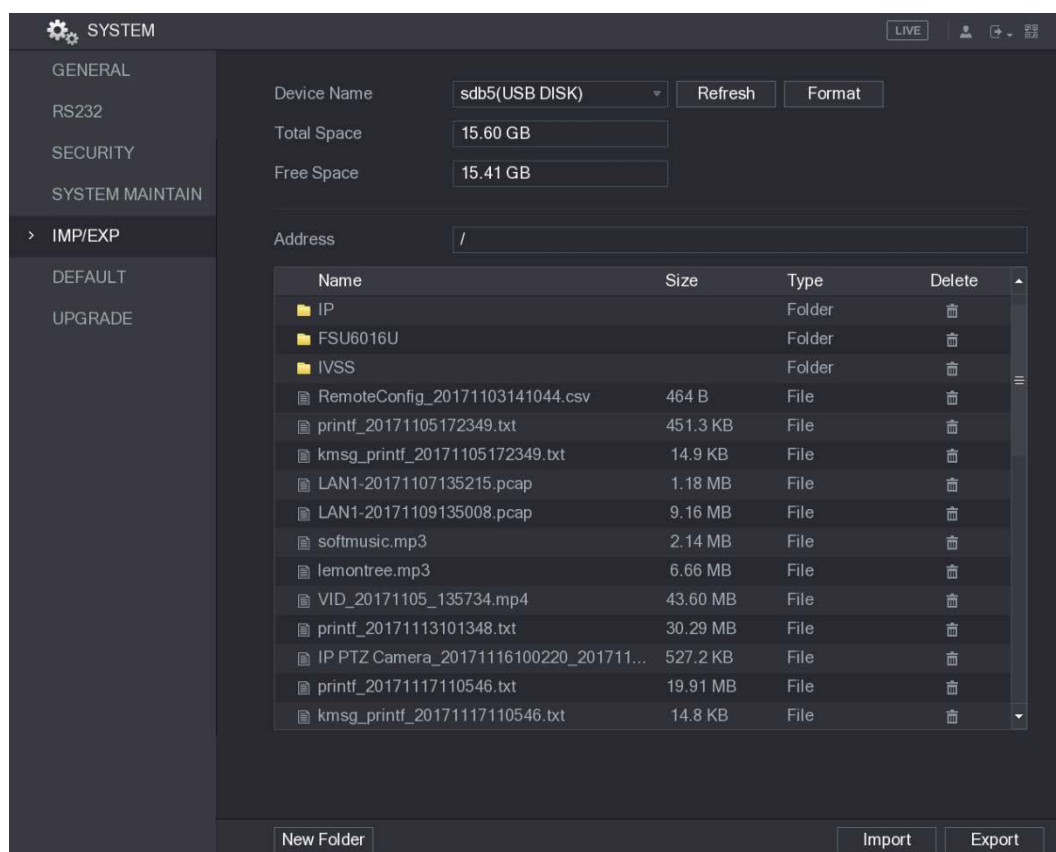 SYSTEM
LIVE
GENERAL
RS232
SECURITY
SYSTEM MAINTAIN
IMP/EXP
DEFAULT
UPGRADE
Device Name sdb5(USB DISK) Refresh Format
Total Space 15.60 GB
Free Space 15.41 GB
Address /
Name Size Type Delete
IP Folder
FSU6016U Folder
IVSS Folder
RemoteConfig_20171103141044.csv 464 B File
printf_20171105172349.txt 451.3 KB File
kmsg_printf_20171105172349.txt 14.9 KB File
LAN1-20171107135215.pcap 1.18 MB File
LAN1-20171109135008.pcap 9.16 MB File
softmusic.mp3 2.14 MB File
lemontree.mp3 6.66 MB File
VID_20171105_135734.mp4 43.60 MB File
printf_20171113101348.txt 30.29 MB File
IP PTZ Camera_20171116100220_201711... 527.2 KB File
printf_20171117110546.txt 19.91 MB File
kmsg_printf_20171117110546.txt 14.8 KB File
New Folder Import Export